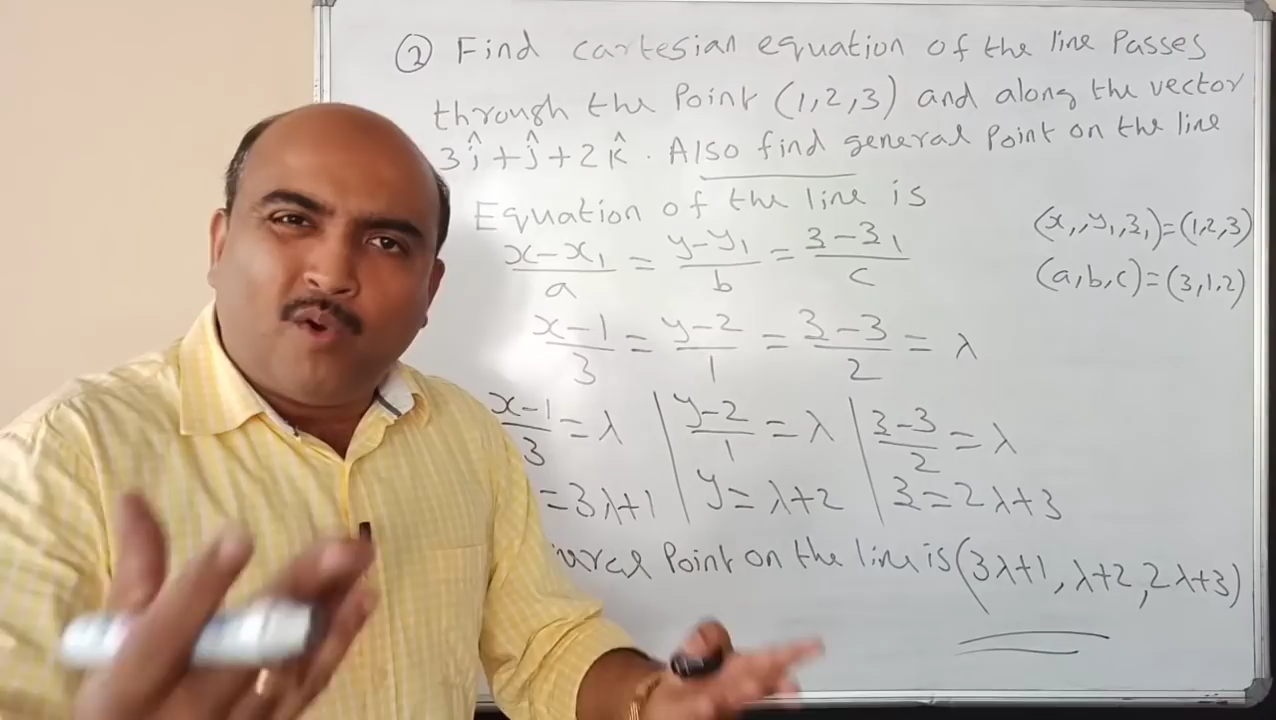 ② Find cartesian equation of the line Passes
through the Point (1,2,3) and along the vector
3î+ĵ+2k̂. Also find general Point on the line
Equation of the line is
(x₁,y₁,z₁)=(1,2,3)
x-x₁/a = y-y₁/b = z-z₁/c
(a,b,c)=(3,1,2)
x-1/3 = y-2/1 = z-3/2 = λ
x-1/3 = λ | y-2/1 = λ | z-3/2 = λ
=3λ+1 | y=λ+2 | z=2λ+3
Point on the line is (3λ+1, λ+2, 2λ+3)